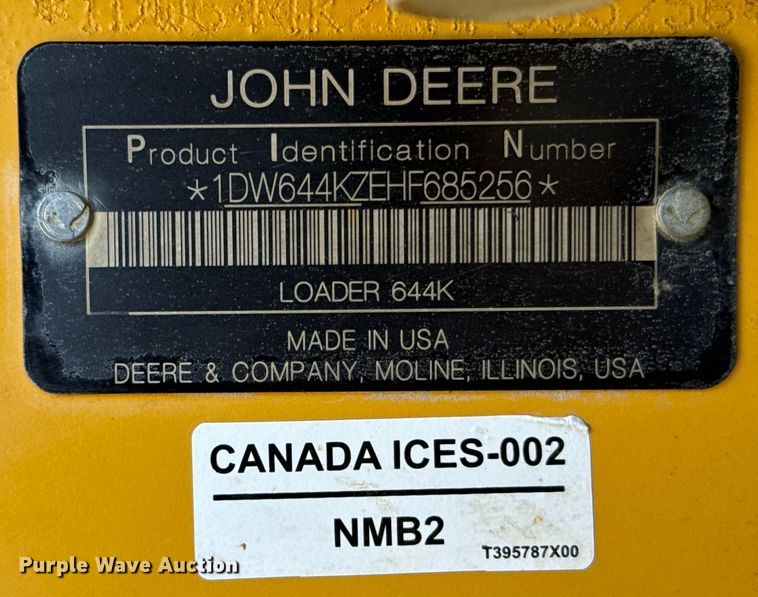 JOHN DEERE
Product Identification Number
*1DW644KZEHF685256*
LOADER 644K
MADE IN USA
DEERE & COMPANY, MOLINE, ILLINOIS, USA
CANADA ICES-002
NMB2
T395787X00
Purple Wave Auction